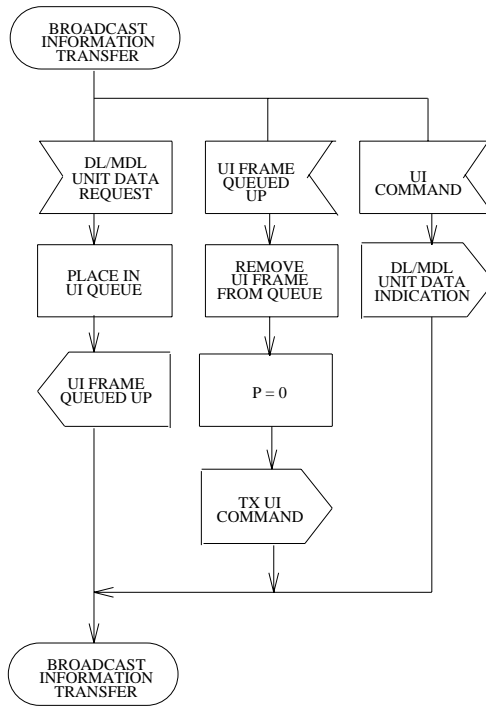 BROADCAST
INFORMATION
TRANSFER
DL/MDL
UNIT DATA
REQUEST
UI FRAME
QUEUED
UP
UI
COMMAND
PLACE IN
UI QUEUE
REMOVE
UI FRAME
FROM QUEUE
DL/MDL
UNIT DATA
INDICATION
UI FRAME
QUEUED UP
P = 0
TX UI
COMMAND
BROADCAST
INFORMATION
TRANSFER